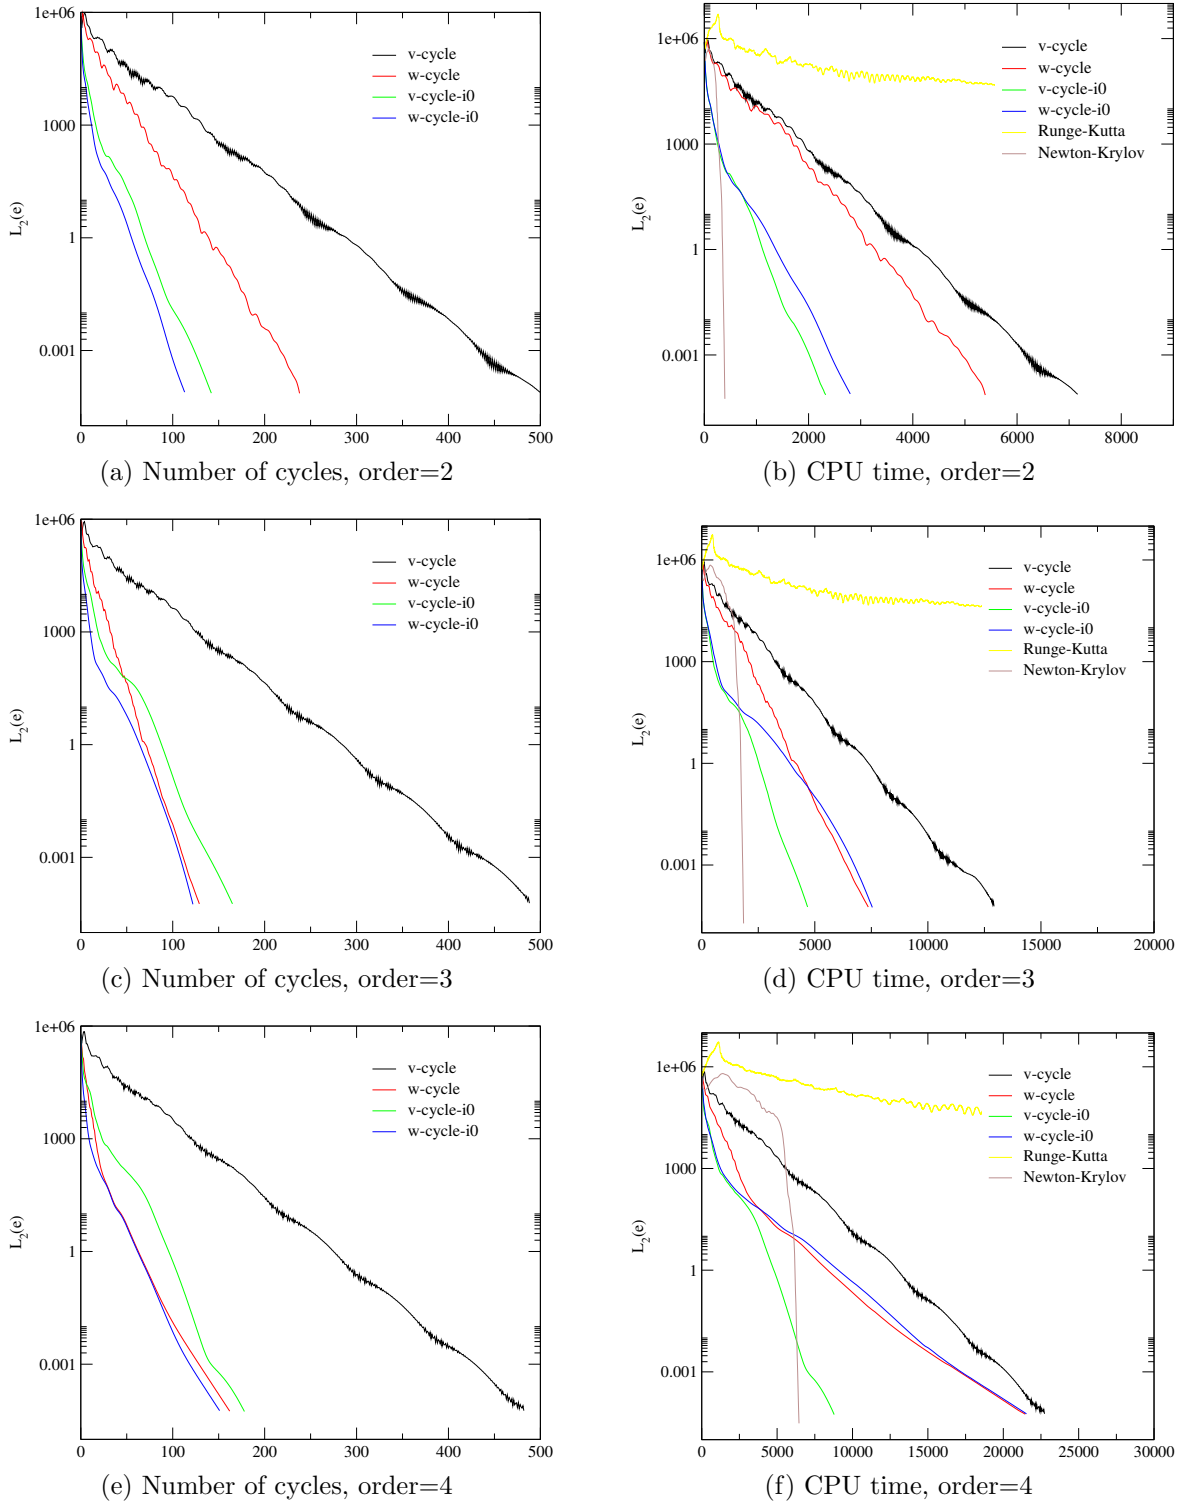 1e+06
1000
1
0.001
L2(e)
0 100 200 300 400 500
v-cycle
w-cycle
v-cycle-i0
w-cycle-i0
(a) Number of cycles, order=2
1e+06
1000
1
0.001
L2(e)
0 2000 4000 6000 8000
v-cycle
w-cycle
v-cycle-i0
w-cycle-i0
Runge-Kutta
Newton-Krylov
(b) CPU time, order=2
1e+06
1000
1
0.001
L2(e)
0 100 200 300 400 500
v-cycle
w-cycle
v-cycle-i0
w-cycle-i0
(c) Number of cycles, order=3
1e+06
1000
1
0.001
L2(e)
0 5000 10000 15000 20000
v-cycle
w-cycle
v-cycle-i0
w-cycle-i0
Runge-Kutta
Newton-Krylov
(d) CPU time, order=3
1e+06
1000
1
0.001
L2(e)
0 100 200 300 400 500
v-cycle
w-cycle
v-cycle-i0
w-cycle-i0
(e) Number of cycles, order=4
1e+06
1000
1
0.001
L2(e)
0 5000 10000 15000 20000 25000 30000
v-cycle
w-cycle
v-cycle-i0
w-cycle-i0
Runge-Kutta
Newton-Krylov
(f) CPU time, order=4